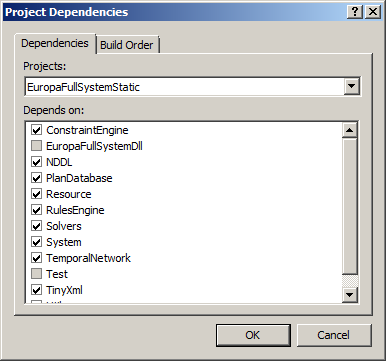 Project Dependencies
Dependencies
Build Order
Projects:
EuropaFullSystemStatic
Depends on:
ConstraintEngine
EuropaFullSystemDll
NDDL
PlanDatabase
Resource
RulesEngine
Solvers
System
TemporalNetwork
Test
TinyXml
OK
Cancel